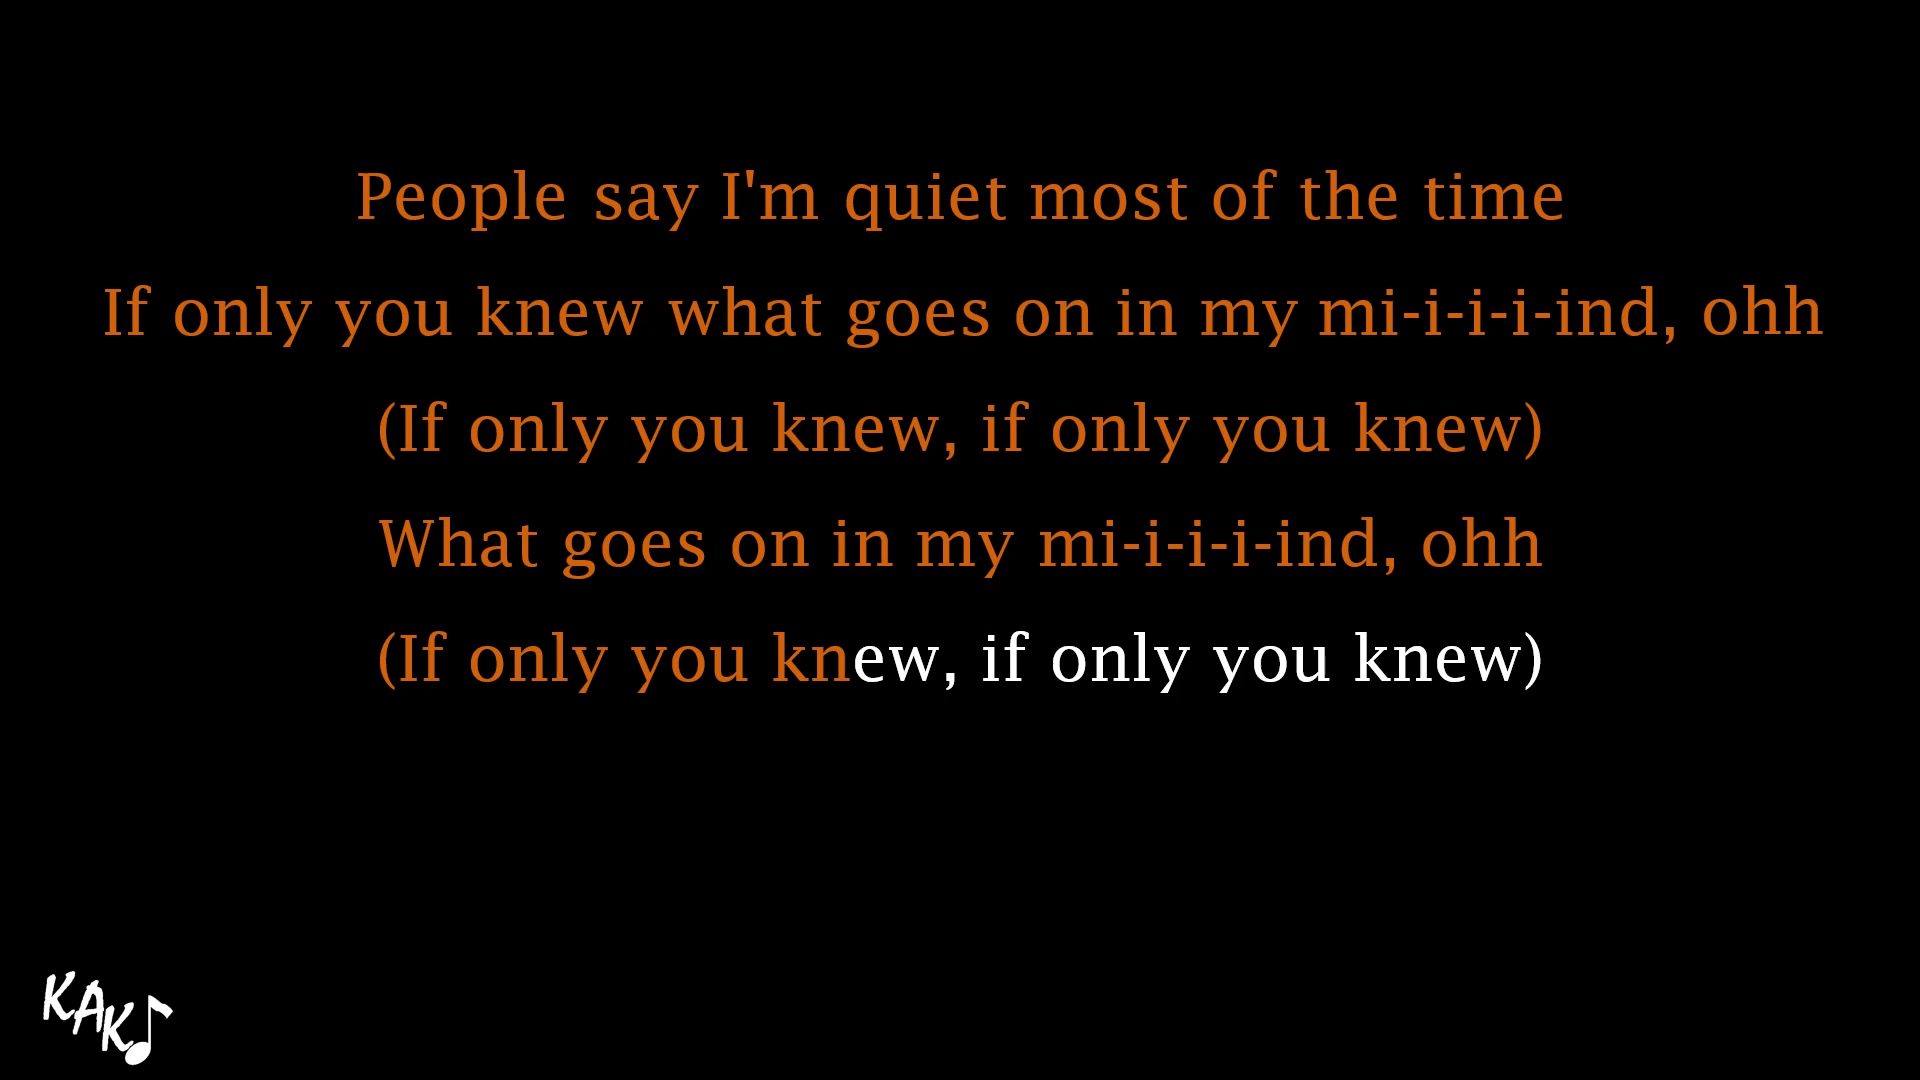 People say I'm quiet most of the time
If only you knew what goes on in my mi-i-i-i-ind, ohh
(If only you knew, if only you knew)
What goes on in my mi-i-i-i-ind, ohh
(If only you knew, if only you knew)
KAK